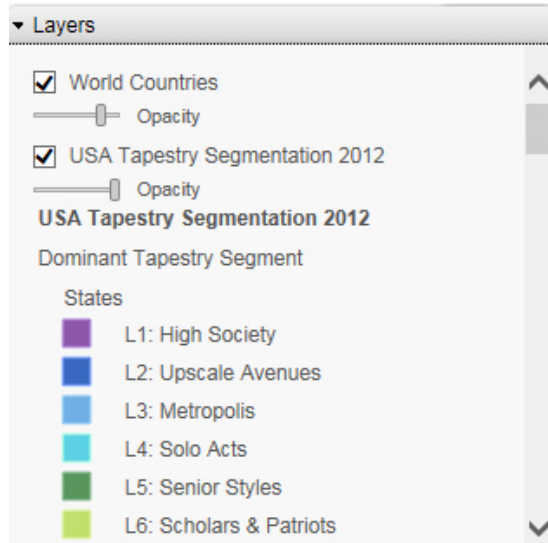 Layers
World Countries
Opacity
USA Tapestry Segmentation 2012
Opacity
USA Tapestry Segmentation 2012
Dominant Tapestry Segment
States
L1: High Society
L2: Upscale Avenues
L3: Metropolis
L4: Solo Acts
L5: Senior Styles
L6: Scholars & Patriots